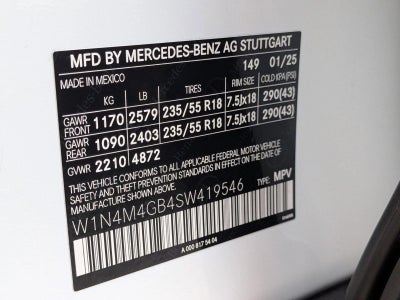 MFD BY MERCEDES-BENZ AG STUTTGART
MADE IN MEXICO 149 01/25
KG LB TIRES RIMS COLD KPA (PSI)
GAWR FRONT 1170 2579 235/55 R18 7.5Jx18 290(43)
GAWR REAR 1090 2403 235/55 R18 7.5Jx18 290(43)
GVWR 2210 4872
THIS VEHICLE CONFORMS TO ALL APPLICABLE FEDERAL MOTOR VEHICLE
SAFETY AND THEFT PREVENTION STANDARDS IN EFFECT ON THE DATE OF
MANUFACTURE SHOWN ABOVE.
W1N4M4GB4SW419546 TYPE: MPV
A 000 817 54 04